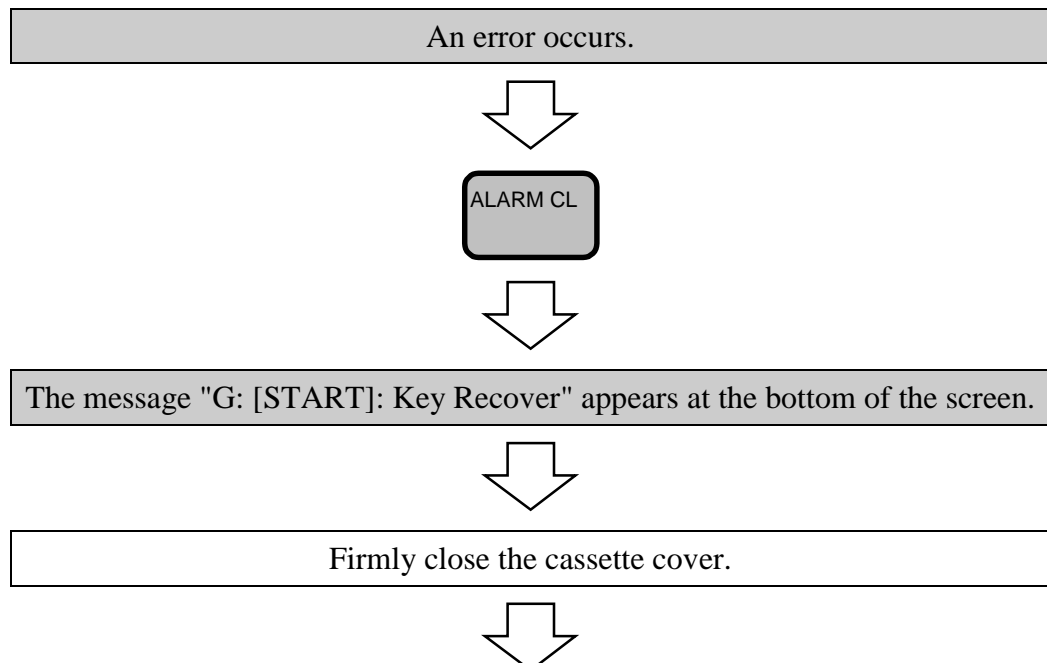 An error occurs.
ALARM CL
The message "G: [START]: Key Recover" appears at the bottom of the screen.
Firmly close the cassette cover.